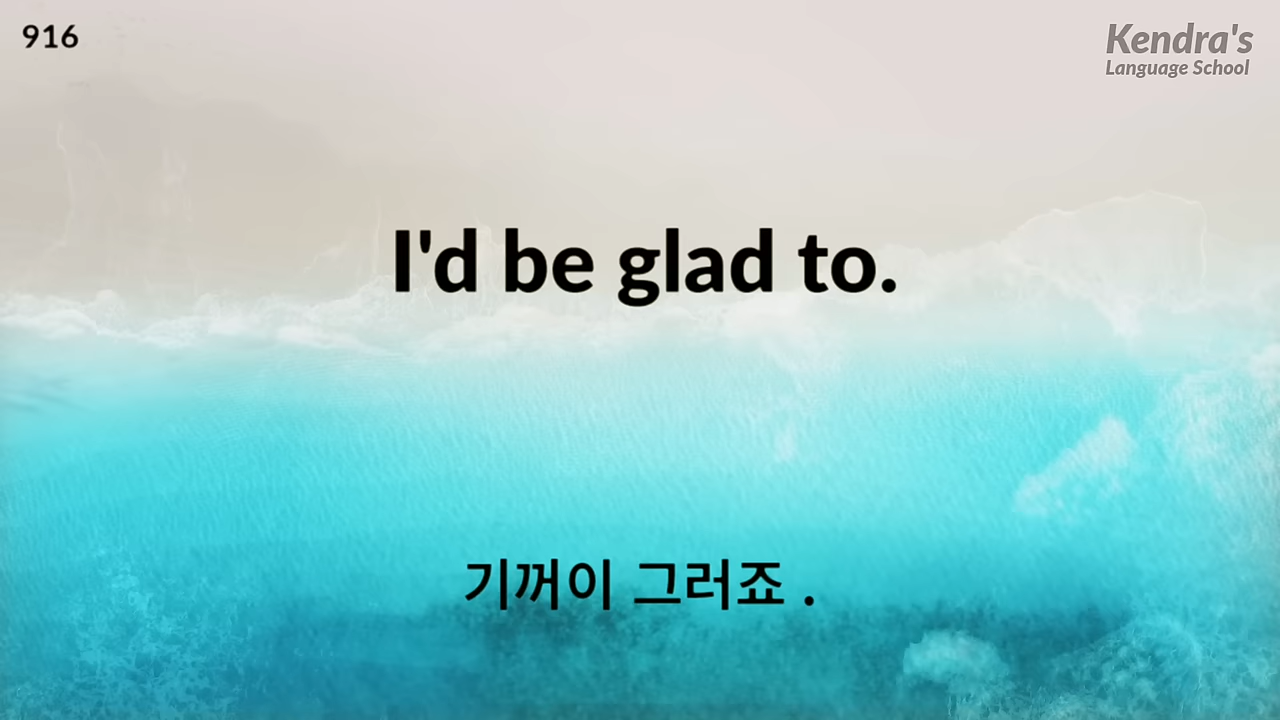 916
Kendra's
Language School
I'd be glad to.
기꺼이 그러죠 .